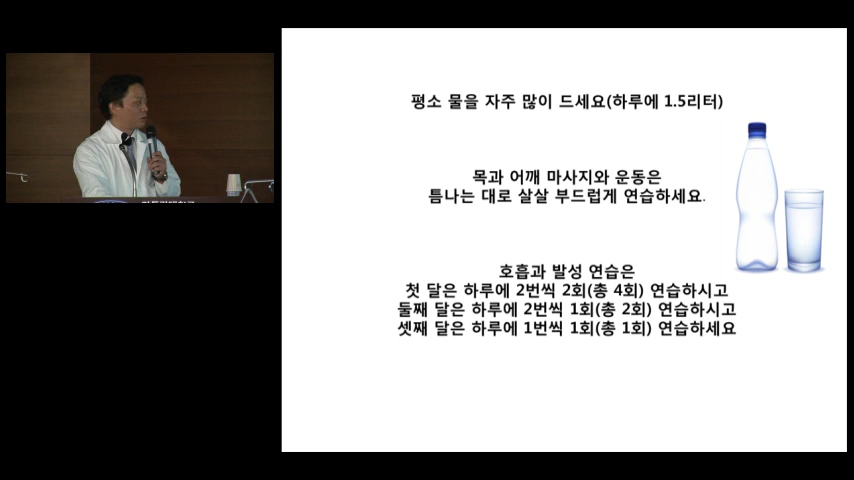 평소 물을 자주 많이 드세요(하루에 1.5리터)
목과 어깨 마사지와 운동은
틈나는 대로 살살 부드럽게 연습하세요.
호흡과 발성 연습은
첫 달은 하루에 2번씩 2회(총 4회) 연습하시고
둘째 달은 하루에 2번씩 1회(총 2회) 연습하시고
셋째 달은 하루에 1번씩 1회(총 1회) 연습하세요